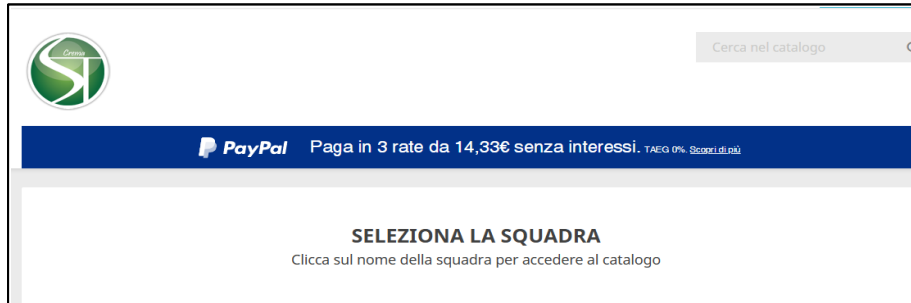 Crema
ST
Cerca nel catalogo
PayPal Paga in 3 rate da 14,33€ senza interessi. TAEG 0%. Scopri di più
SELEZIONA LA SQUADRA
Clicca sul nome della squadra per accedere al catalogo